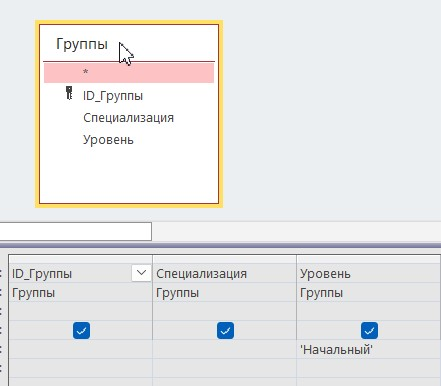 Группы
*
ID_Группы
Специализация
Уровень
ID_Группы Специализация Уровень
Группы Группы Группы
'Начальный'